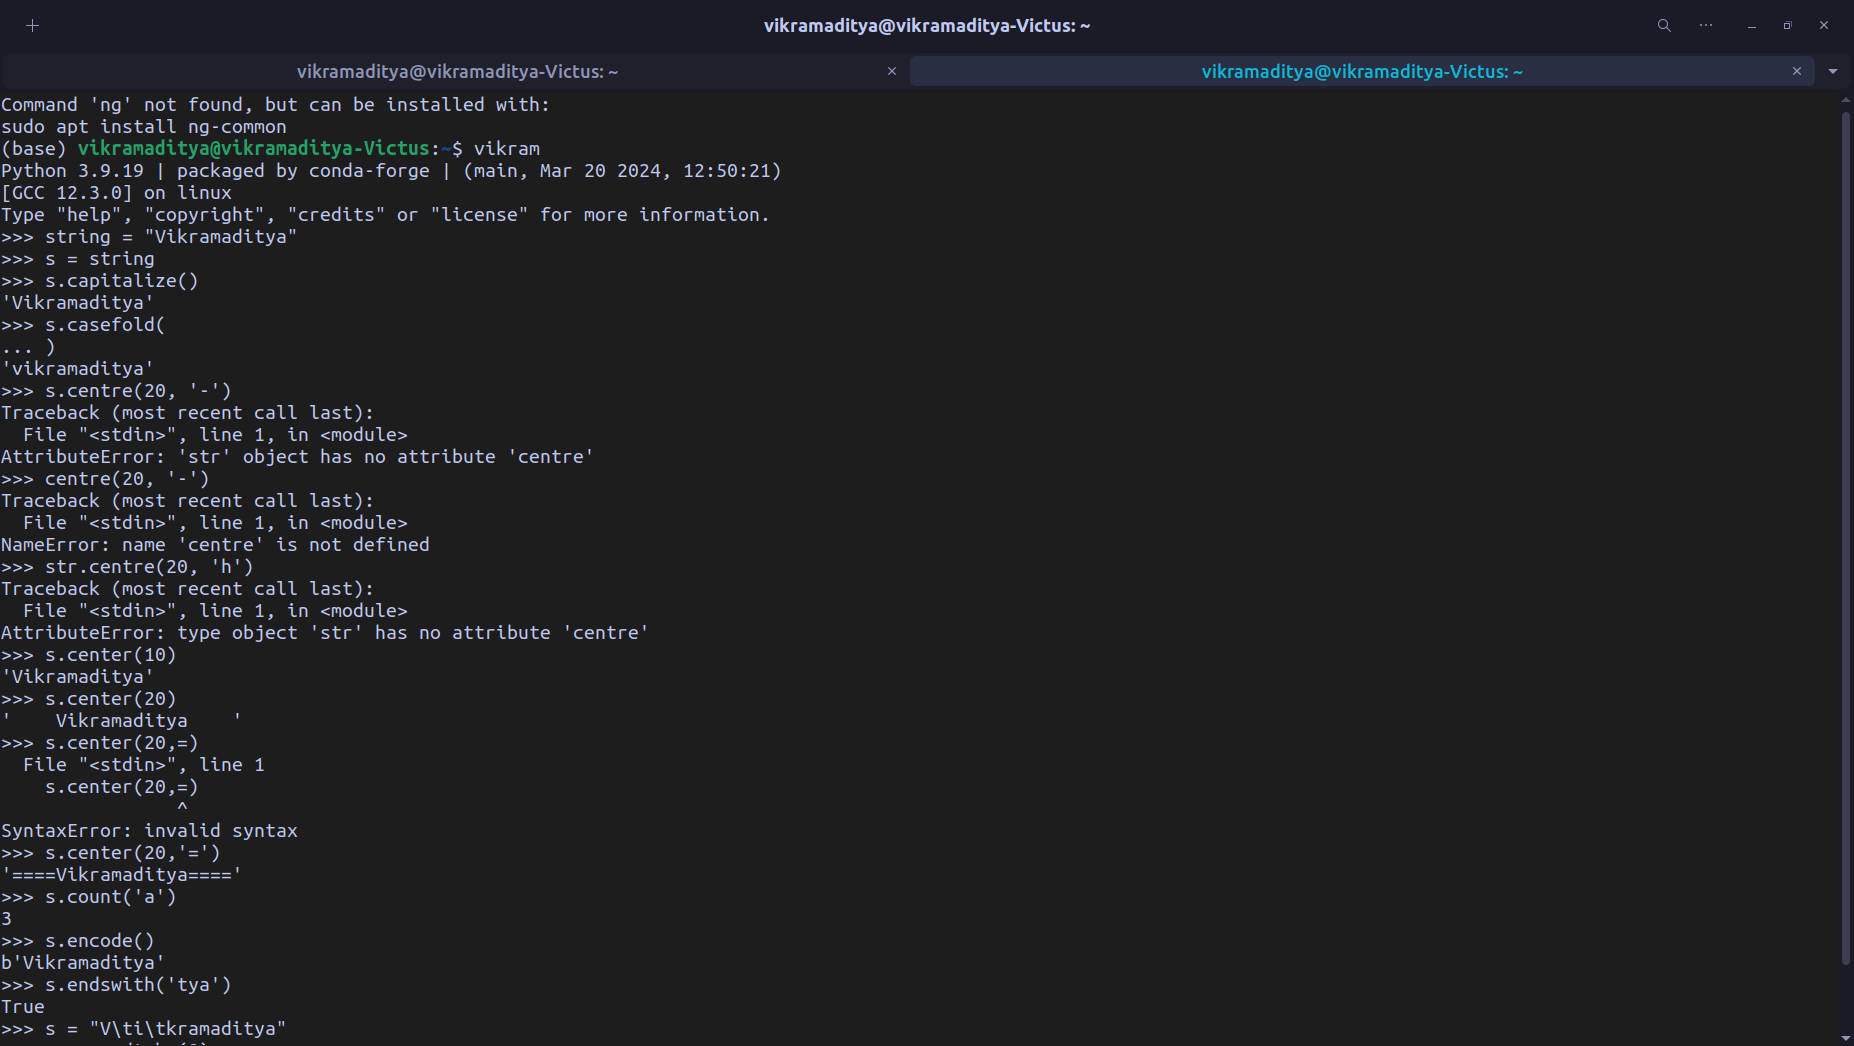 vikramaditya@vikramaditya-Victus: ~
vikramaditya@vikramaditya-Victus: ~
vikramaditya@vikramaditya-Victus: ~
Command 'ng' not found, but can be installed with:
sudo apt install ng-common
(base) vikramaditya@vikramaditya-Victus:~$ vikram
Python 3.9.19 | packaged by conda-forge | (main, Mar 20 2024, 12:50:21)
[GCC 12.3.0] on linux
Type "help", "copyright", "credits" or "license" for more information.
>>> string = "Vikramaditya"
>>> s = string
>>> s.capitalize()
'Vikramaditya'
>>> s.casefold(
... )
'vikramaditya'
>>> s.centre(20, '-')
Traceback (most recent call last):
  File "<stdin>", line 1, in <module>
AttributeError: 'str' object has no attribute 'centre'
>>> centre(20, '-')
Traceback (most recent call last):
  File "<stdin>", line 1, in <module>
NameError: name 'centre' is not defined
>>> str.centre(20, 'h')
Traceback (most recent call last):
  File "<stdin>", line 1, in <module>
AttributeError: type object 'str' has no attribute 'centre'
>>> s.center(10)
'Vikramaditya'
>>> s.center(20)
'    Vikramaditya    '
>>> s.center(20,=)
  File "<stdin>", line 1
    s.center(20,=)
                ^
SyntaxError: invalid syntax
>>> s.center(20,'=')
'====Vikramaditya===='
>>> s.count('a')
3
>>> s.encode()
b'Vikramaditya'
>>> s.endswith('tya')
True
>>> s = "V\ti\tkramaditya"